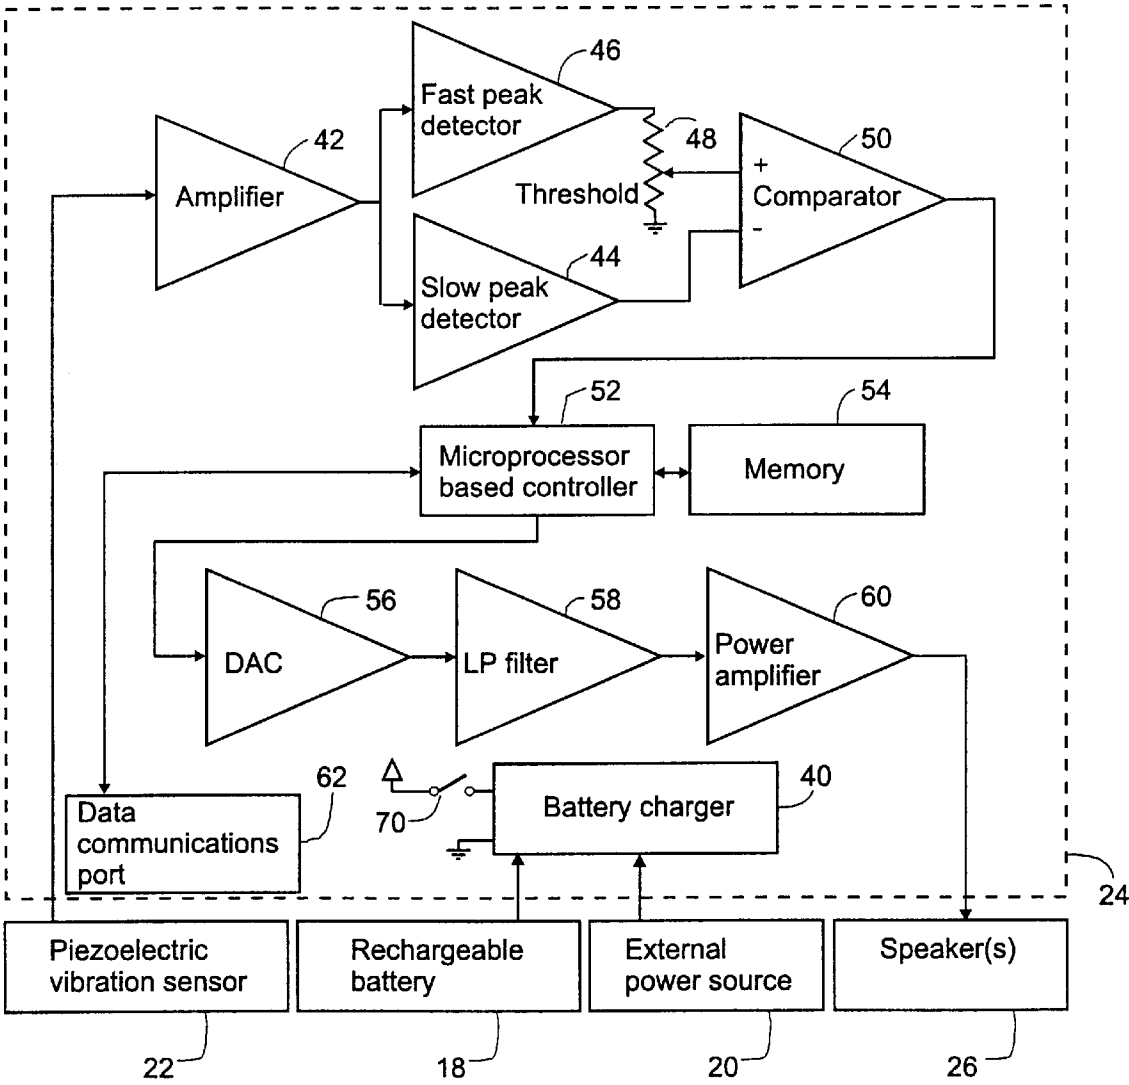 46
Fast peak
detector
42
48
50
Amplifier
+
Threshold
Comparator
-
44
Slow peak
detector
52
54
Microprocessor
based controller
Memory
56
58
60
DAC
LP filter
Power
amplifier
62
40
Data
communications
port
70
Battery charger
24
Piezoelectric
vibration sensor
Rechargeable
battery
External
power source
Speaker(s)
22
18
20
26